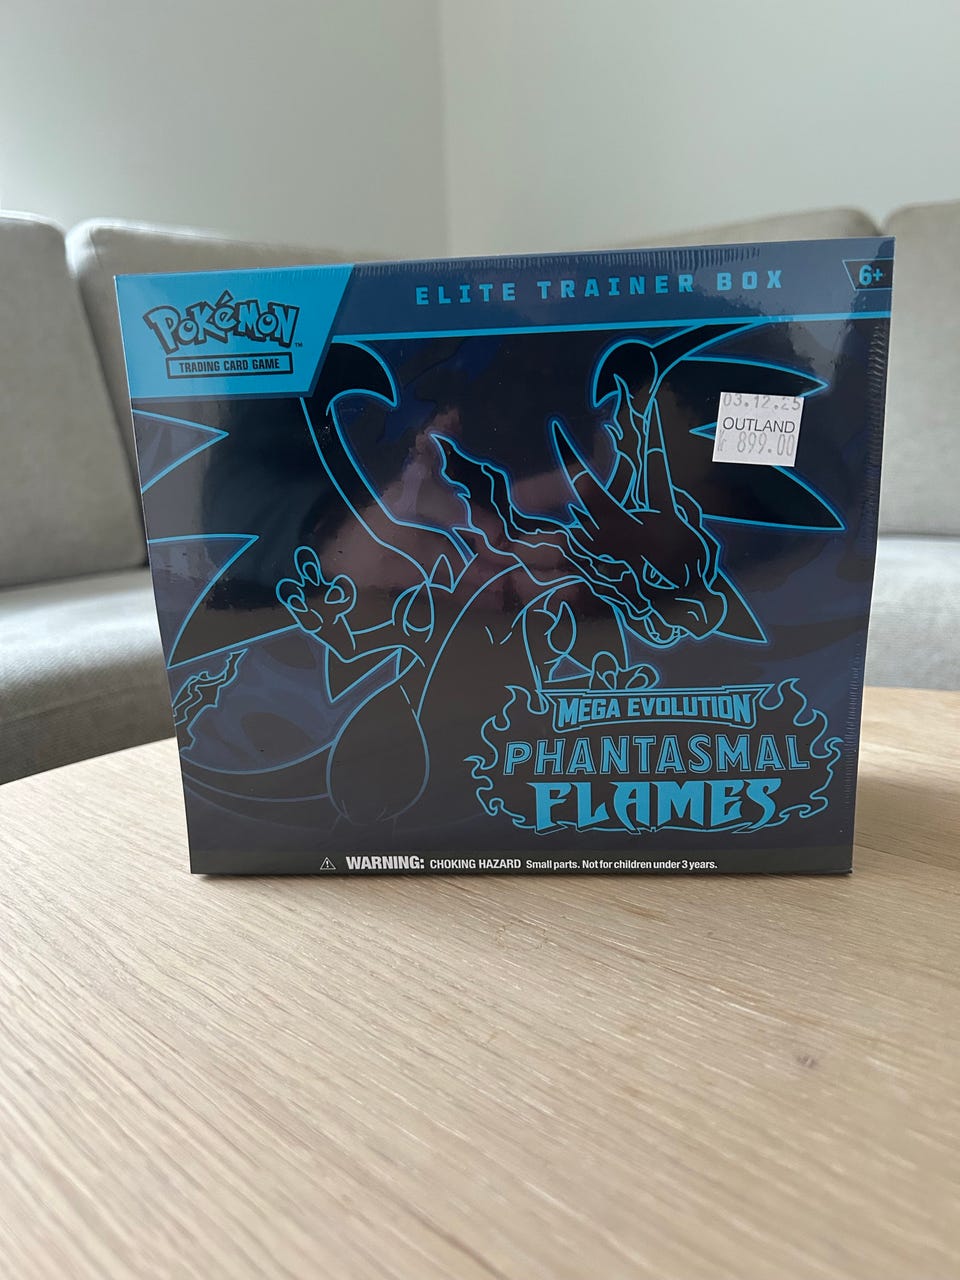 ELITE TRAINER BOX
6+
POKéMON
TRADING CARD GAME
03.12.25
OUTLAND
kr 899.00
MEGA EVOLUTION
PHANTASMAL
FLAMES
WARNING: CHOKING HAZARD Small parts. Not for children under 3 years.